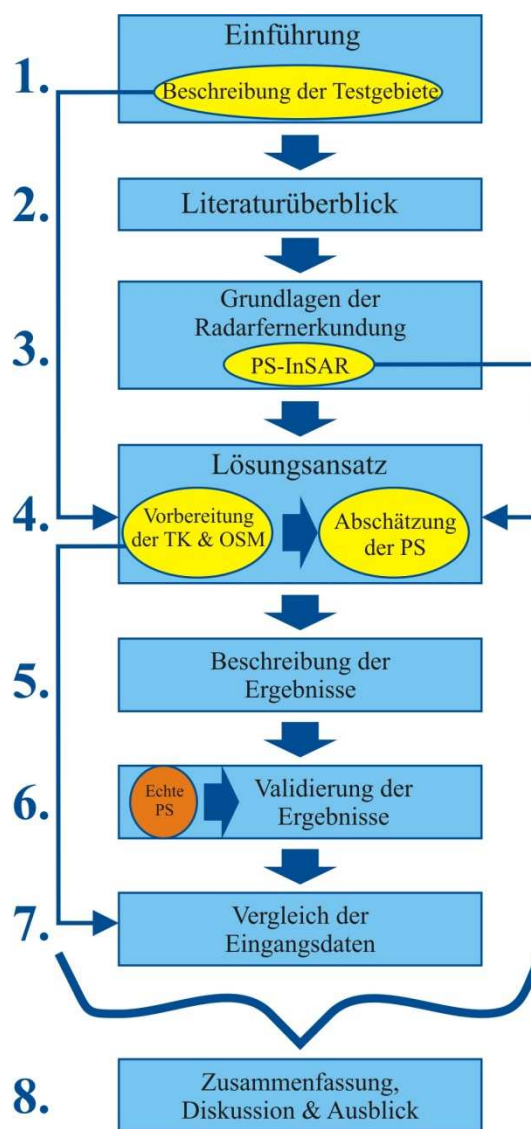 1.
Einführung
Beschreibung der Testgebiete
2.
Literaturüberblick
3.
Grundlagen der
Radarfernerkundung
PS-InSAR
4.
Lösungsansatz
Vorbereitung
der TK & OSM
Abschätzung
der PS
5.
Beschreibung der
Ergebnisse
6.
Echte
PS
Validierung der
Ergebnisse
7.
Vergleich der
Eingangsdaten
8.
Zusammenfassung,
Diskussion & Ausblick